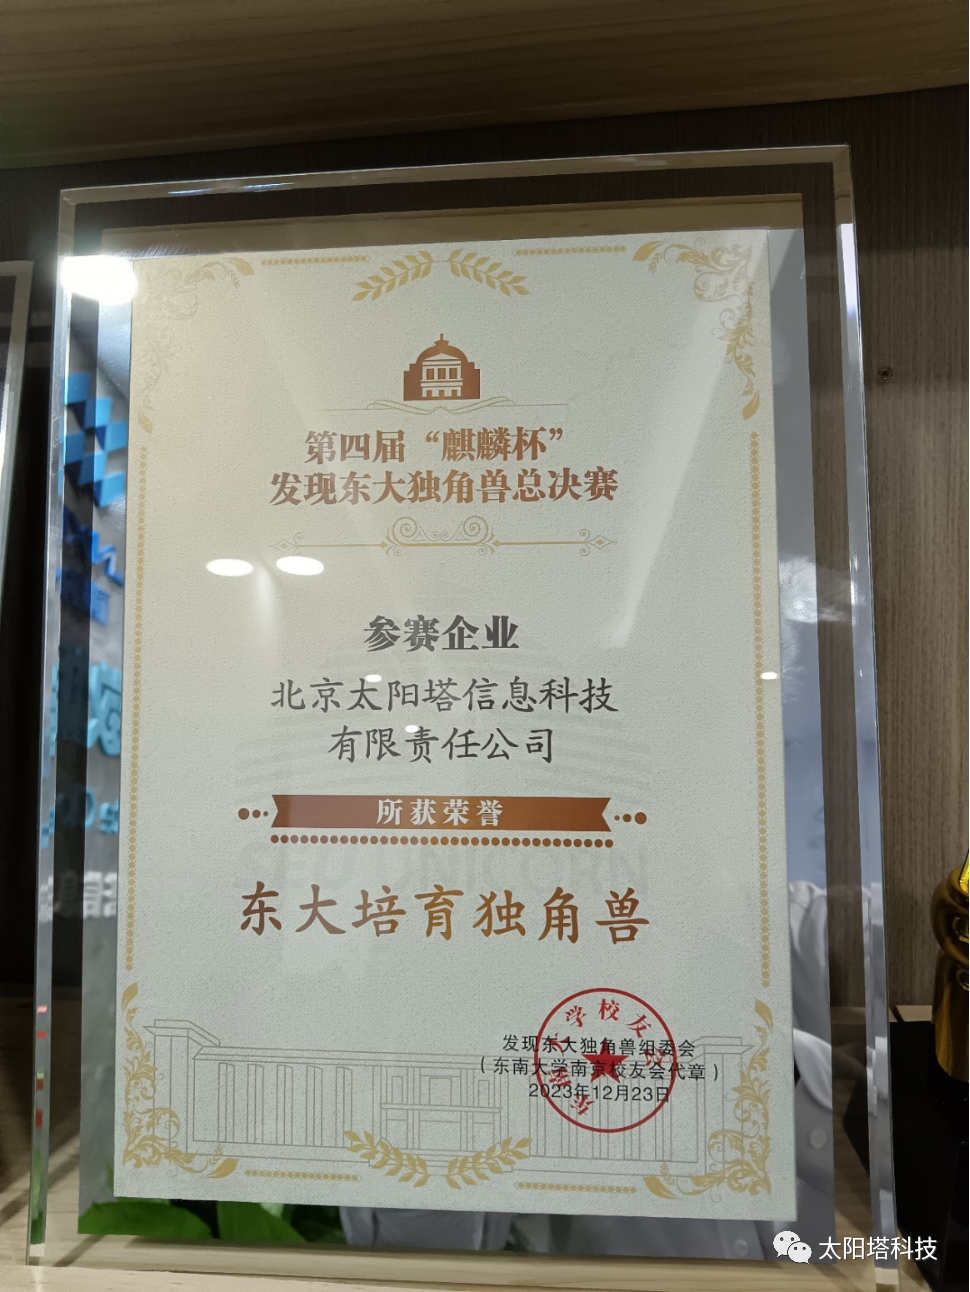 第四届“麒麟杯”
发现东大独角兽总决赛
参赛企业
北京太阳塔信息科技
有限责任公司
所获荣誉
SEU UNICORN
东大培育独角兽
发现东大独角兽组委会
（东南大学南京校友会代章）
2023年12月23日
太阳塔科技